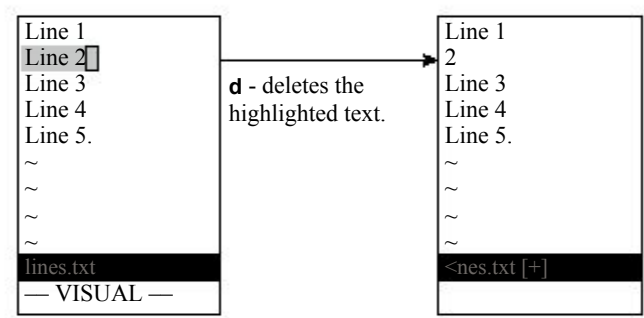 Line 1
Line 2
Line 3
Line 4
Line 5.
~
~
~
~
lines.txt
— VISUAL —
d - deletes the
highlighted text.
Line 1
2
Line 3
Line 4
Line 5.
~
~
~
~
<nes.txt [+]